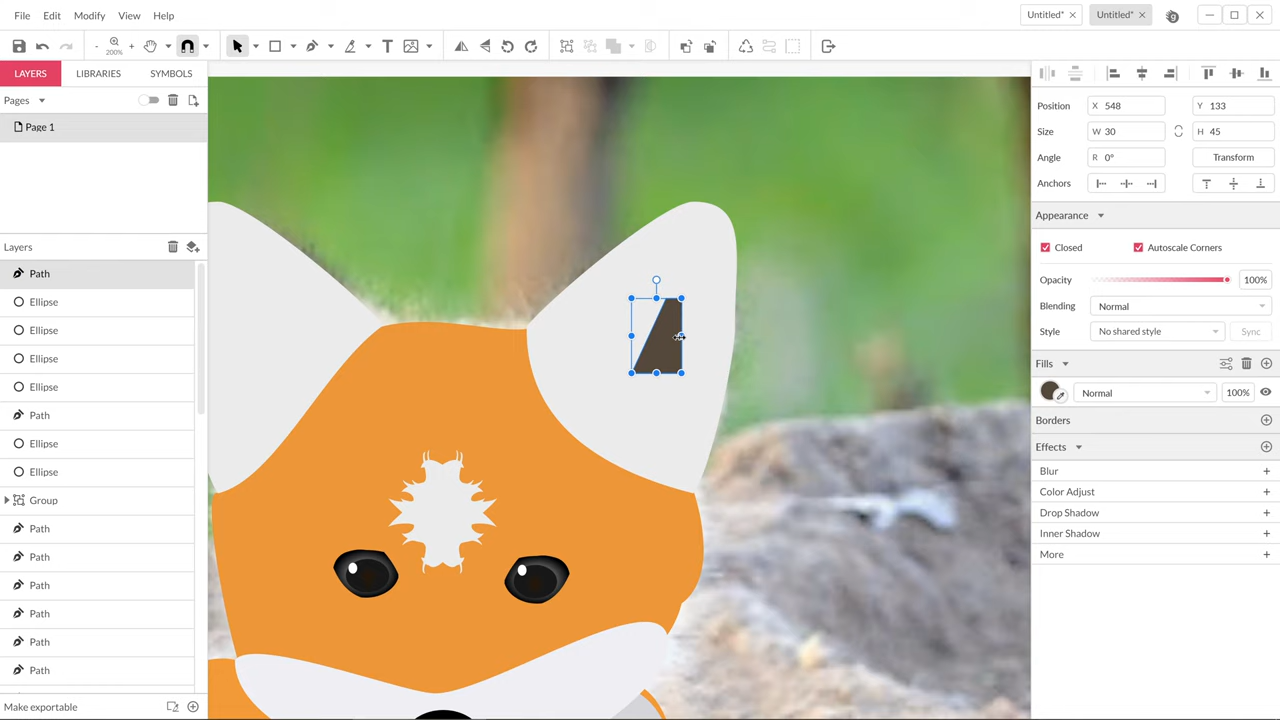 File Edit Modify View Help
Untitled* Untitled*
200%
LAYERS LIBRARIES SYMBOLS
Pages
Page 1
Layers
Path
Ellipse
Ellipse
Ellipse
Ellipse
Path
Ellipse
Ellipse
Group
Path
Path
Path
Path
Path
Path
Make exportable
Position X 548 Y 133
Size W 30 H 45
Angle R 0° Transform
Anchors
Appearance
Closed Autoscale Corners
Opacity 100%
Blending Normal
Style No shared style Sync
Fills
Normal 100%
Borders
Effects
Blur
Color Adjust
Drop Shadow
Inner Shadow
More